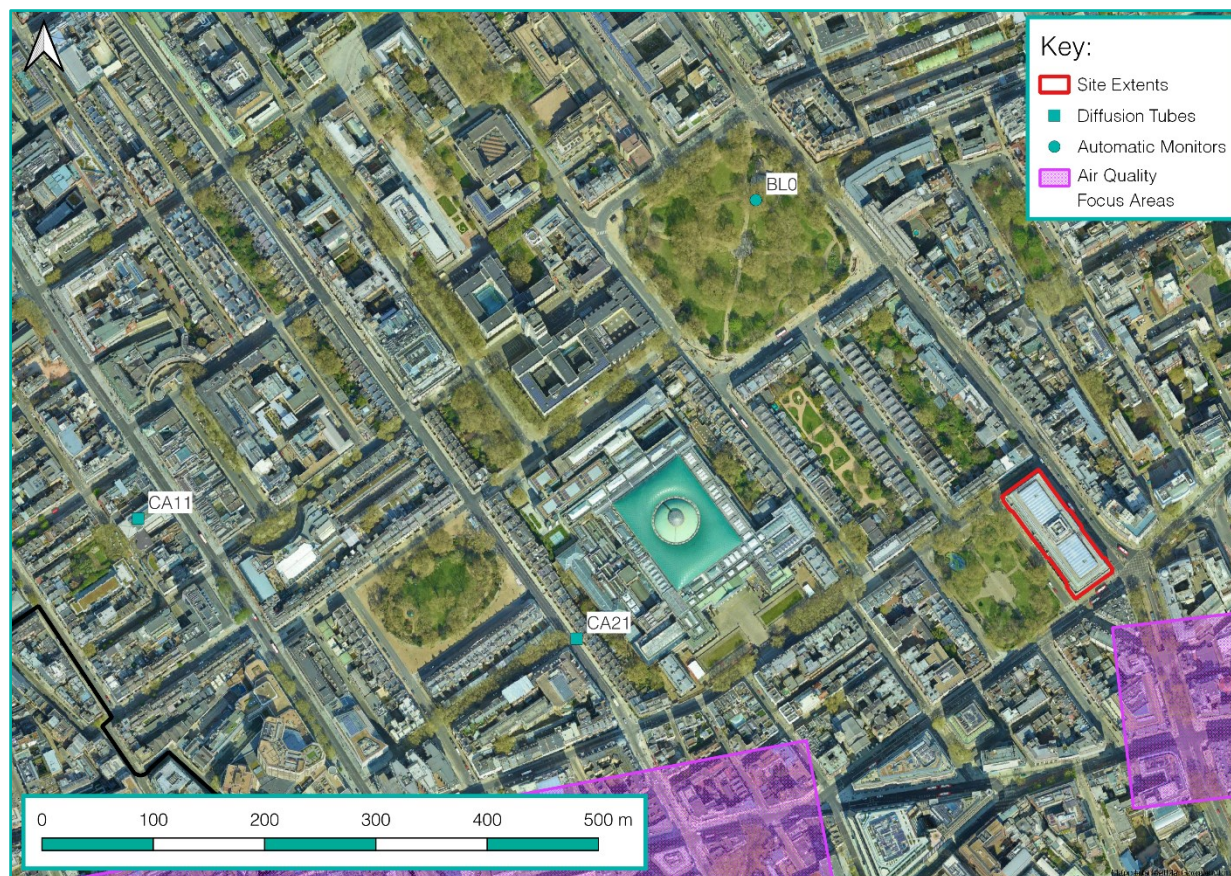 Key:
Site Extents
Diffusion Tubes
Automatic Monitors
Air Quality
Focus Areas
BL0
CA11
CA21
0 100 200 300 400 500 m